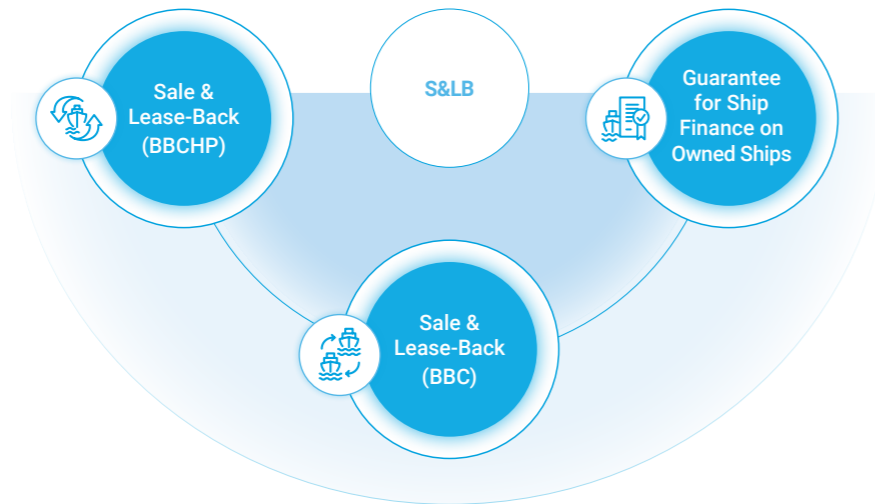 Sale &
Lease-Back
(BBCHP)
S&LB
Guarantee
for Ship
Finance on
Owned Ships
Sale &
Lease-Back
(BBC)